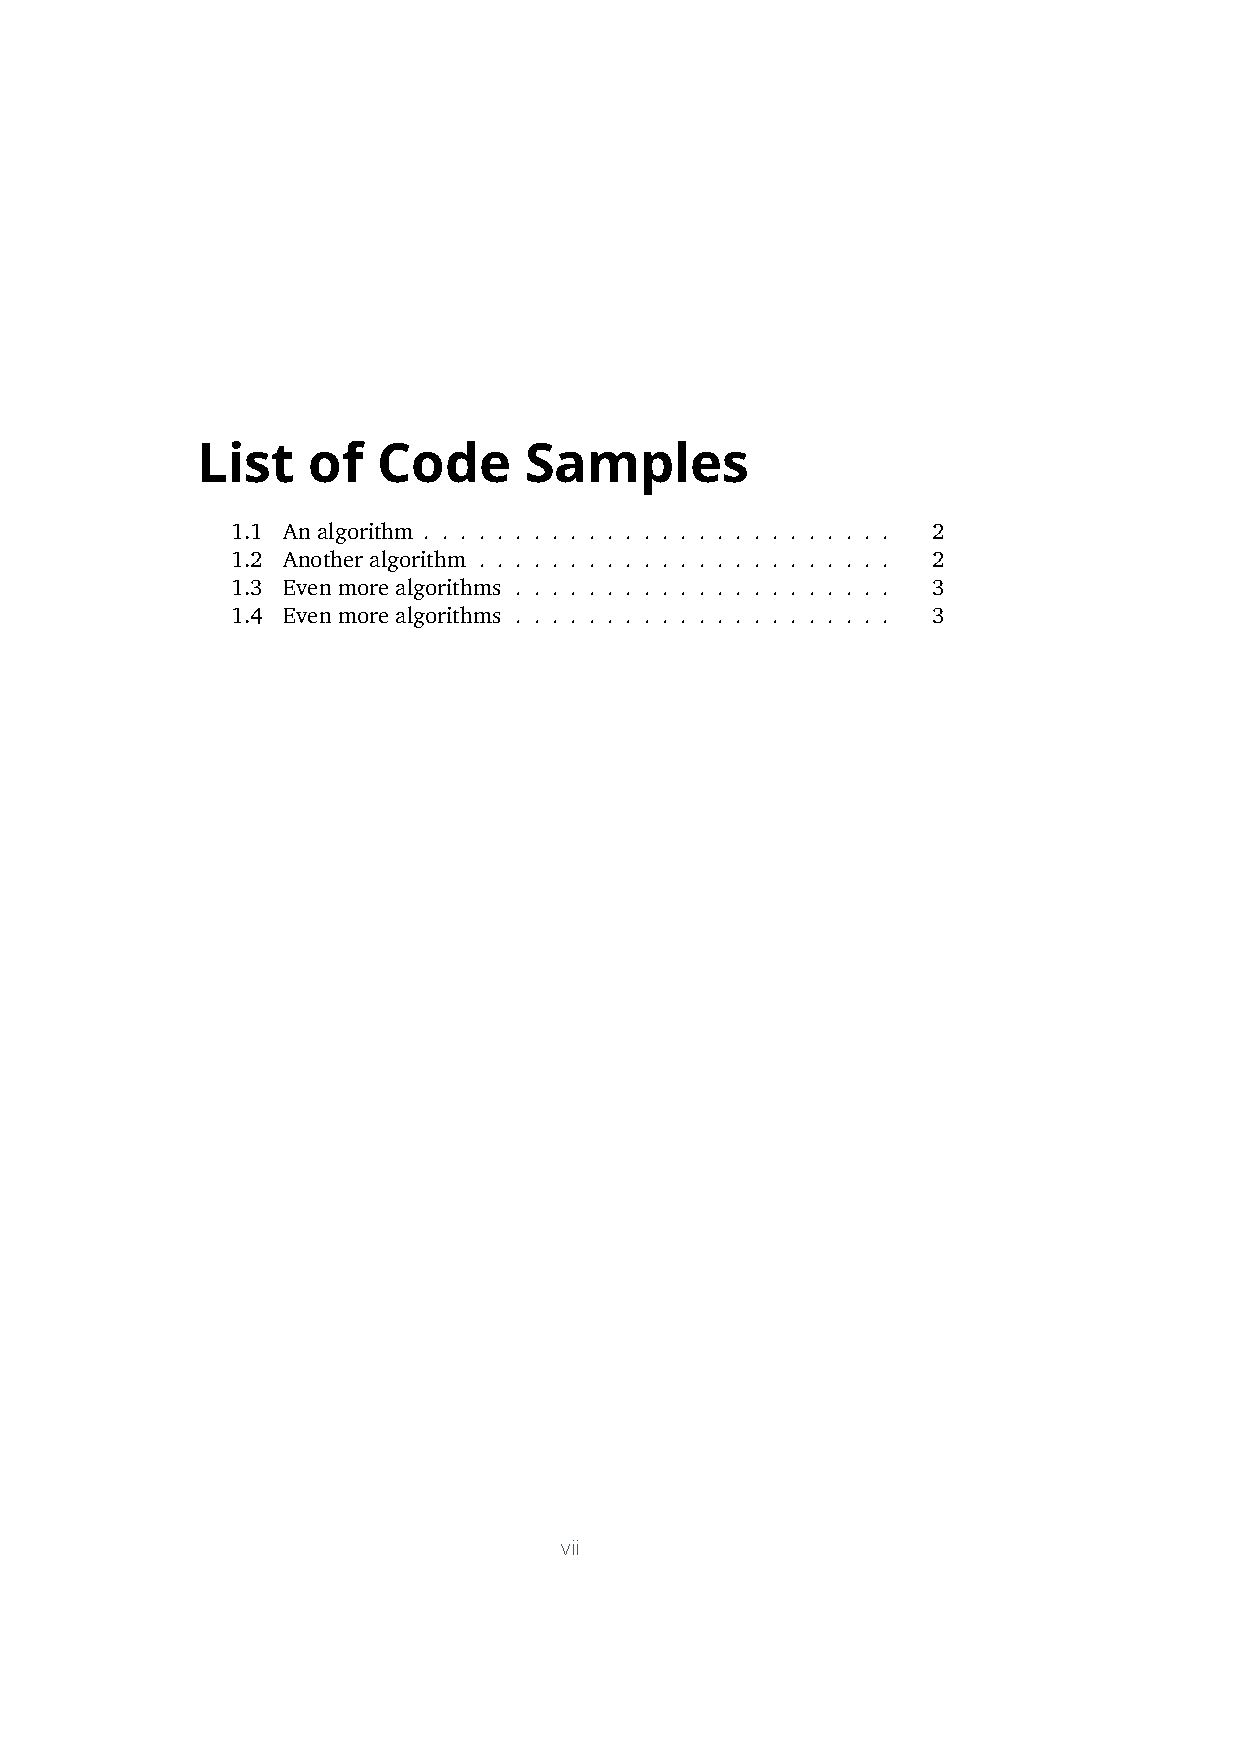 List of Code Samples
1.1 An algorithm . . . . . . . . . . . . . . . . . . . . . . . . . . 2
1.2 Another algorithm . . . . . . . . . . . . . . . . . . . . . . . 2
1.3 Even more algorithms . . . . . . . . . . . . . . . . . . . . . 3
1.4 Even more algorithms . . . . . . . . . . . . . . . . . . . . . 3
vii